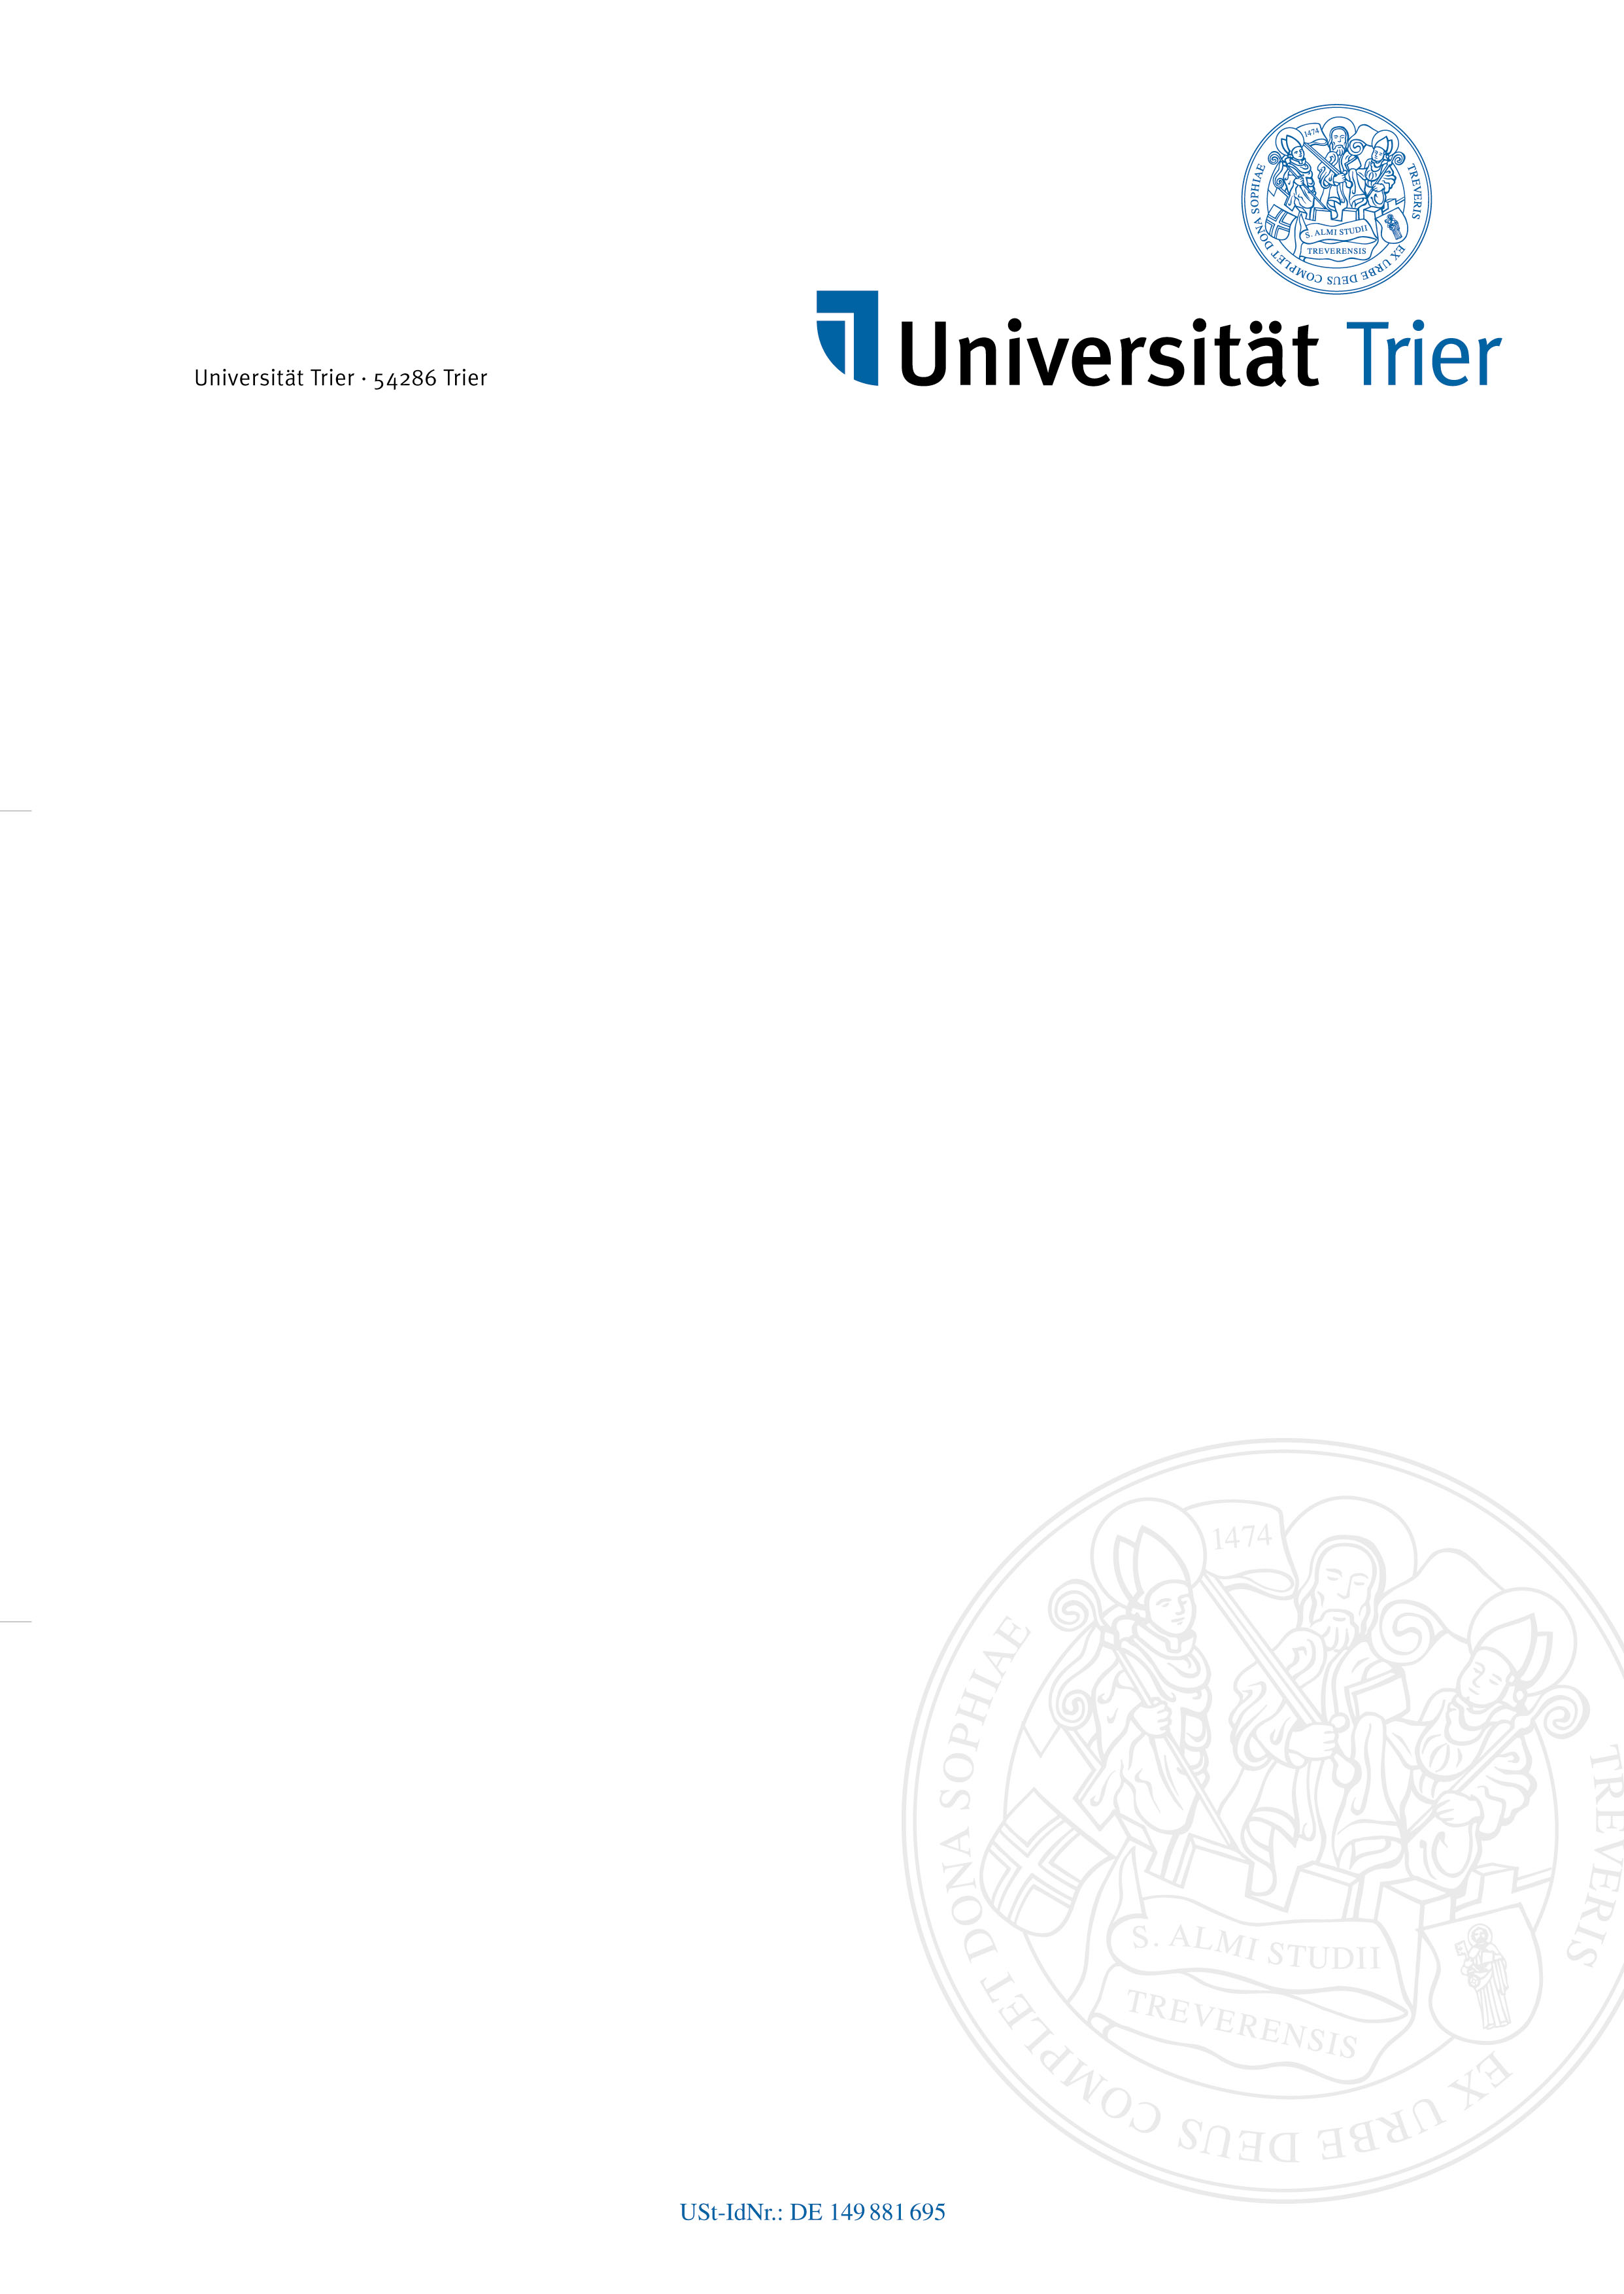 1474
TREVERIS EX URBE DEUS COMPLET DONA SOPHIAE
S. ALMI STUDII
TREVERENSIS
Universität Trier
Universität Trier · 54286 Trier
1474
TREVERIS EX URBE DEUS COMPLET DONA SOPHIAE
S. ALMI STUDII
TREVERENSIS
USt-IdNr.: DE 149 881 695